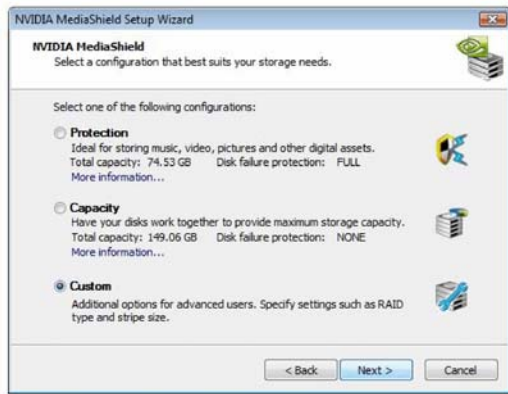 NVIDIA MediaShield Setup Wizard
NVIDIA MediaShield
Select a configuration that best suits your storage needs.
Select one of the following configurations:
Protection
Ideal for storing music, video, pictures and other digital assets.
Total capacity: 74.53 GB Disk failure protection: FULL
More information...
Capacity
Have your disks work together to provide maximum storage capacity.
Total capacity: 149.06 GB Disk failure protection: NONE
More information...
Custom
Additional options for advanced users. Specify settings such as RAID
type and stripe size.
< Back Next > Cancel